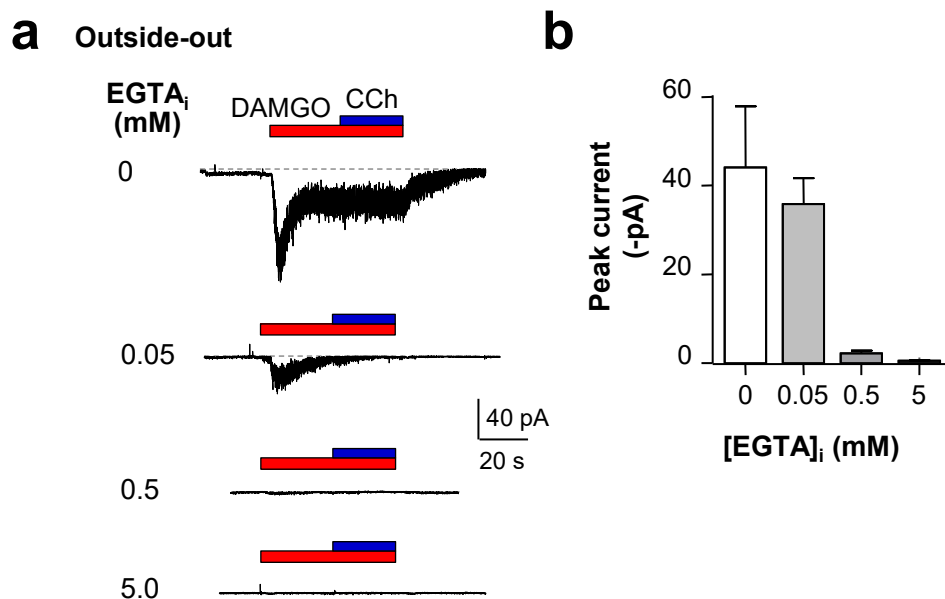 a Outside-out
EGTAi
(mM)
DAMGO CCh
0
0.05
40 pA
20 s
0.5
5.0
b
Peak current
(-pA)
60
40
20
0
0 0.05 0.5 5
[EGTA]i (mM)